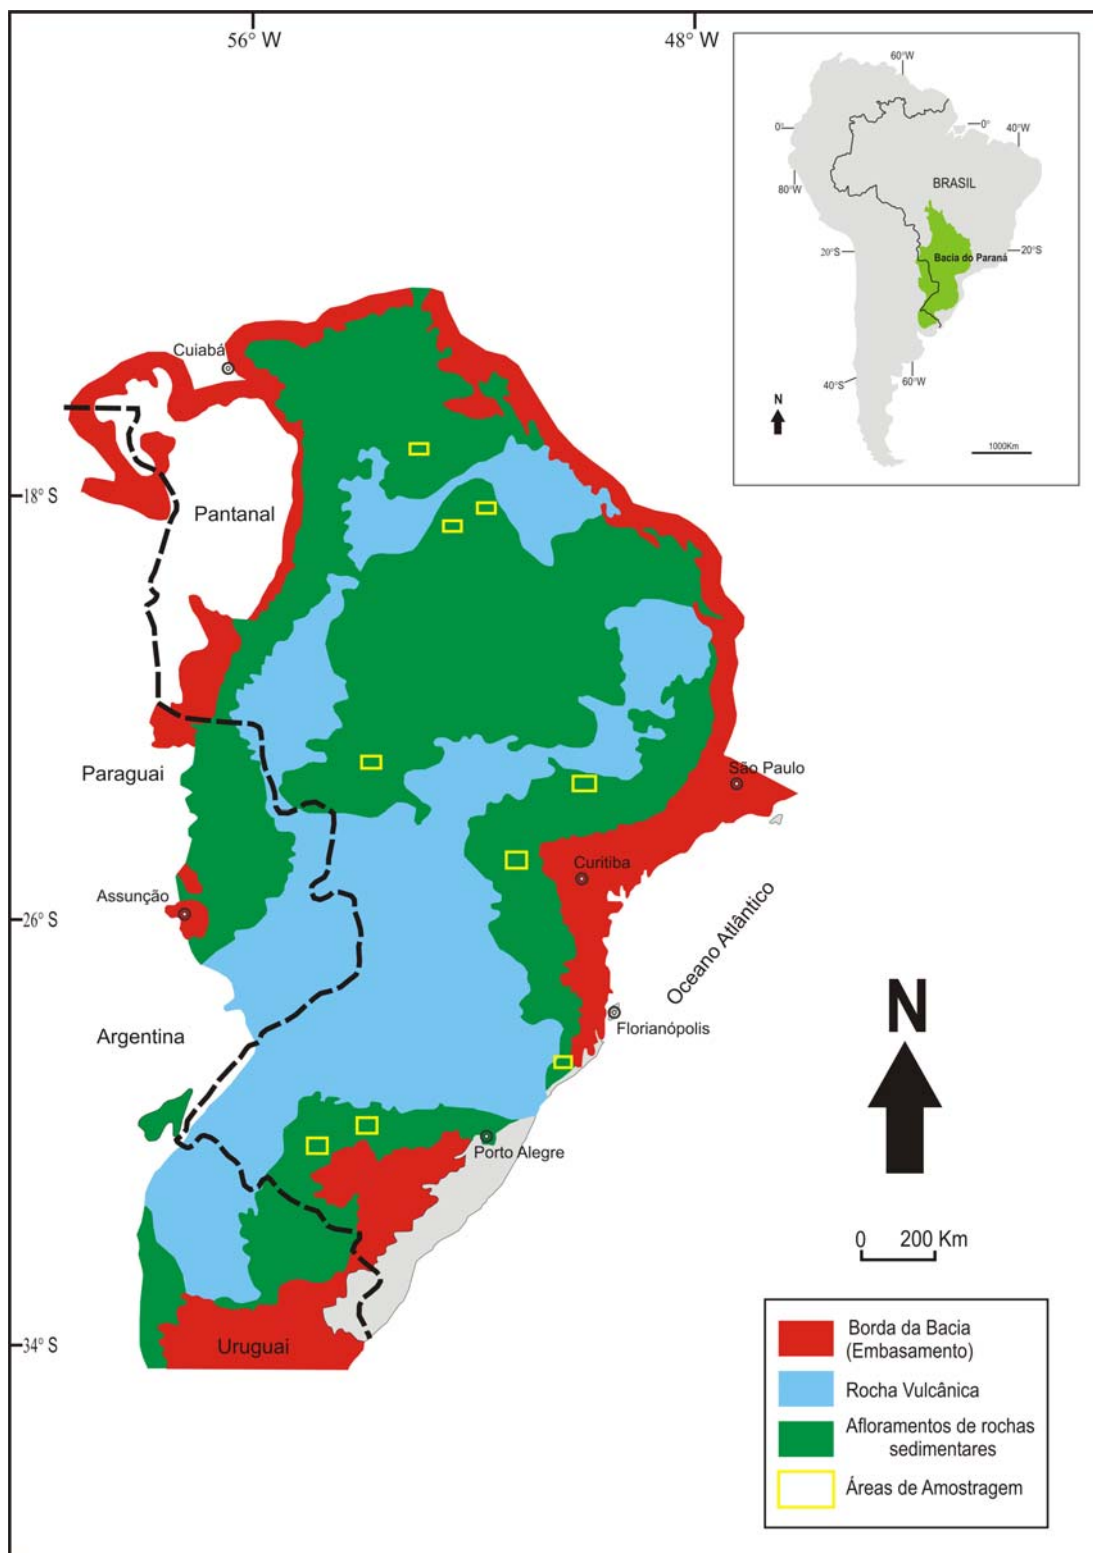 56° W
48° W
60°W
0°
0°
40°W
80°W
BRASIL
20°S
Bacia do Paraná
20°S
40°S
60°W
N
1000Km
Cuiabá
18° S
Pantanal
Paraguai
São Paulo
Curitiba
Assunção
26° S
Oceano Atlântico
Florianópolis
Argentina
N
Porto Alegre
0 200 Km
34° S
Uruguai
Borda da Bacia
(Embasamento)
Rocha Vulcânica
Afloramentos de rochas
sedimentares
Áreas de Amostragem